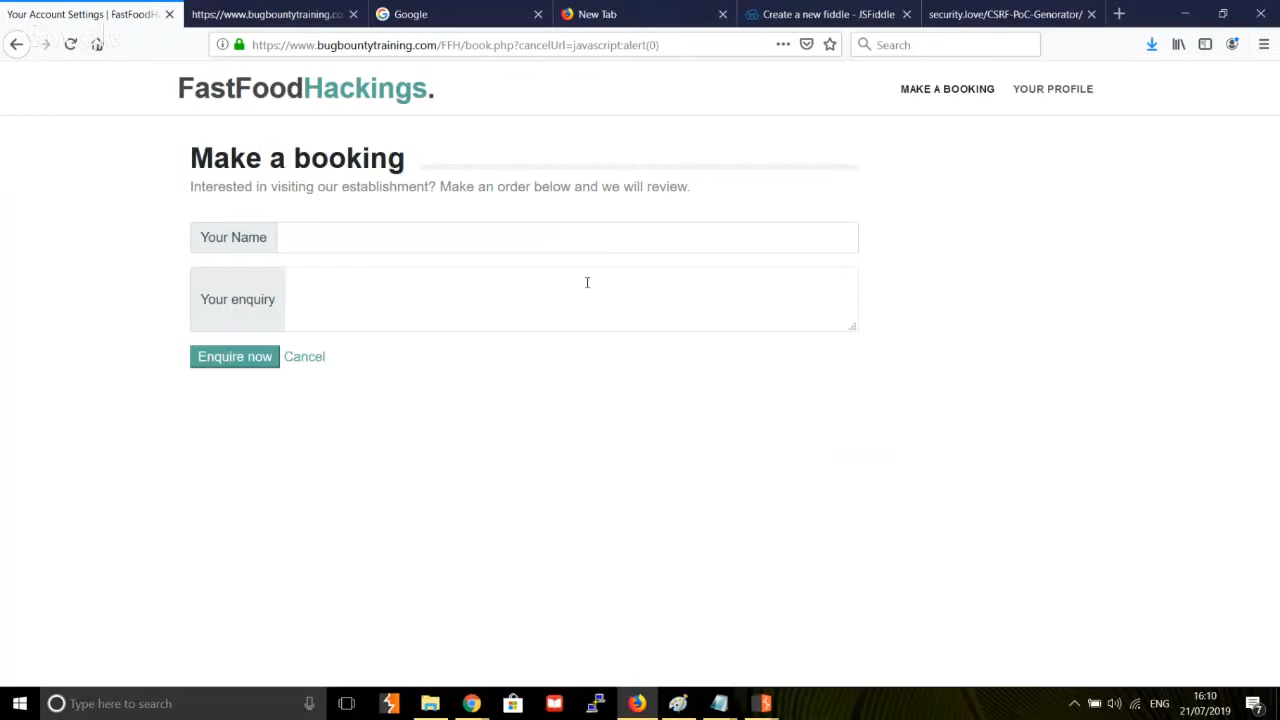 Your Account Settings | FastFoodHa
https://www.bugbountytraining.com/
Google
New Tab
Create a new fiddle - JSFiddle
security.love/CSRF-PoC-Genorator/
https://www.bugbountytraining.com/FFH/book.php?cancelUrl=javascript:alert(0)
Search
FastFoodHackings.
MAKE A BOOKING
YOUR PROFILE
Make a booking
Interested in visiting our establishment? Make an order below and we will review.
Your Name
Your enquiry
Enquire now Cancel
Type here to search
ENG
16:10
21/07/2019
7